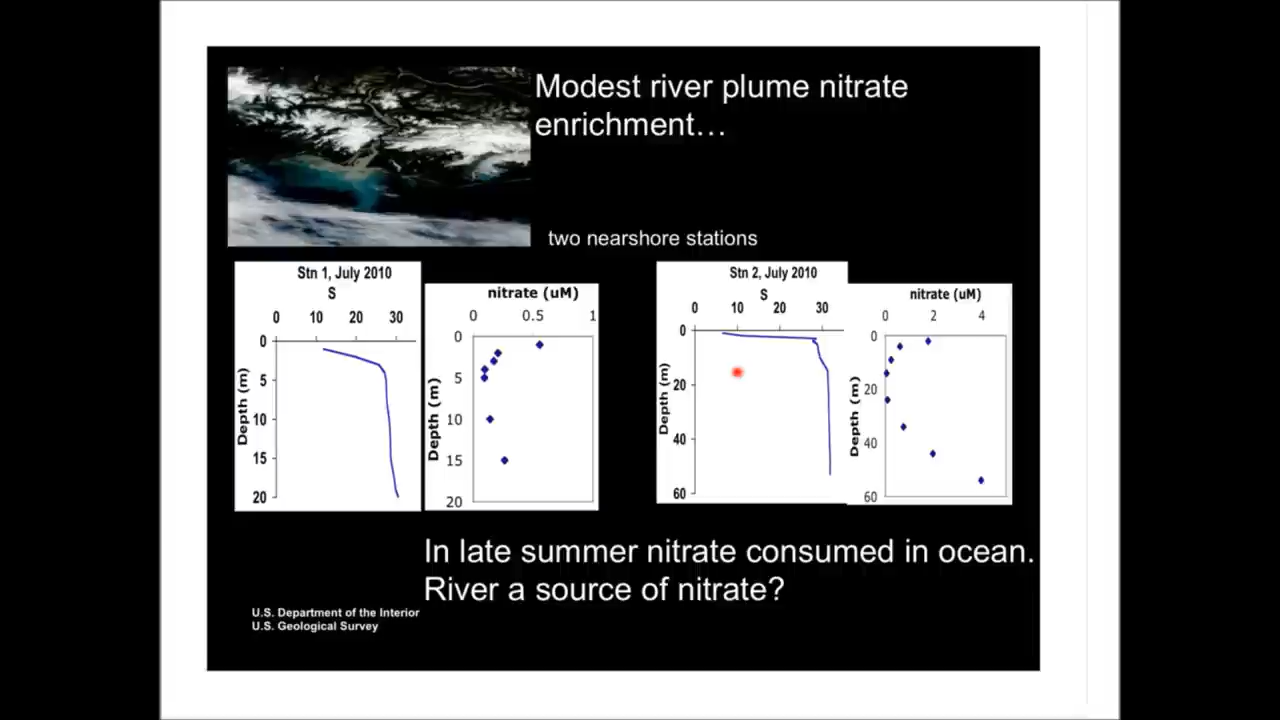 Modest river plume nitrate
enrichment…
two nearshore stations
Stn 1, July 2010
S
0 10 20 30
0
5
10
15
20
Depth (m)
nitrate (uM)
0 0.5 1
0
5
10
15
20
Depth (m)
Stn 2, July 2010
S
0 10 20 30
0
20
40
60
Depth (m)
nitrate (uM)
0 2 4
0
20
40
60
Depth (m)
In late summer nitrate consumed in ocean.
River a source of nitrate?
U.S. Department of the Interior
U.S. Geological Survey